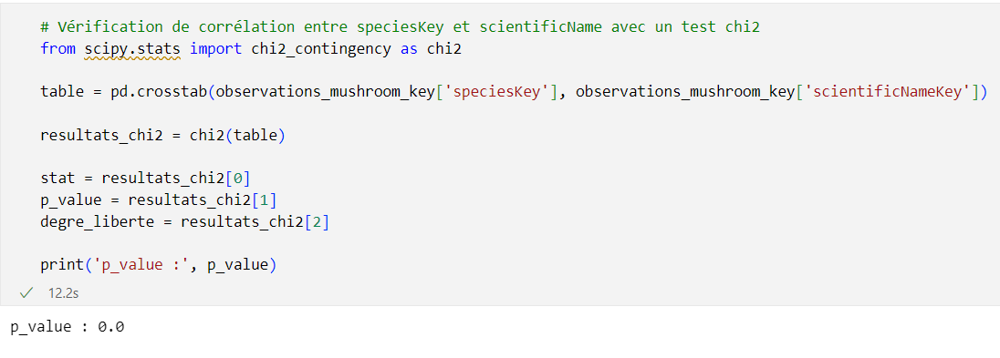 # Vérification de corrélation entre speciesKey et scientificName avec un test chi2
from scipy.stats import chi2_contingency as chi2
table = pd.crosstab(observations_mushroom_key['speciesKey'], observations_mushroom_key['scientificNameKey'])
resultats_chi2 = chi2(table)
stat = resultats_chi2[0]
p_value = resultats_chi2[1]
degre_liberte = resultats_chi2[2]
print('p_value :', p_value)
12.2s
p_value : 0.0